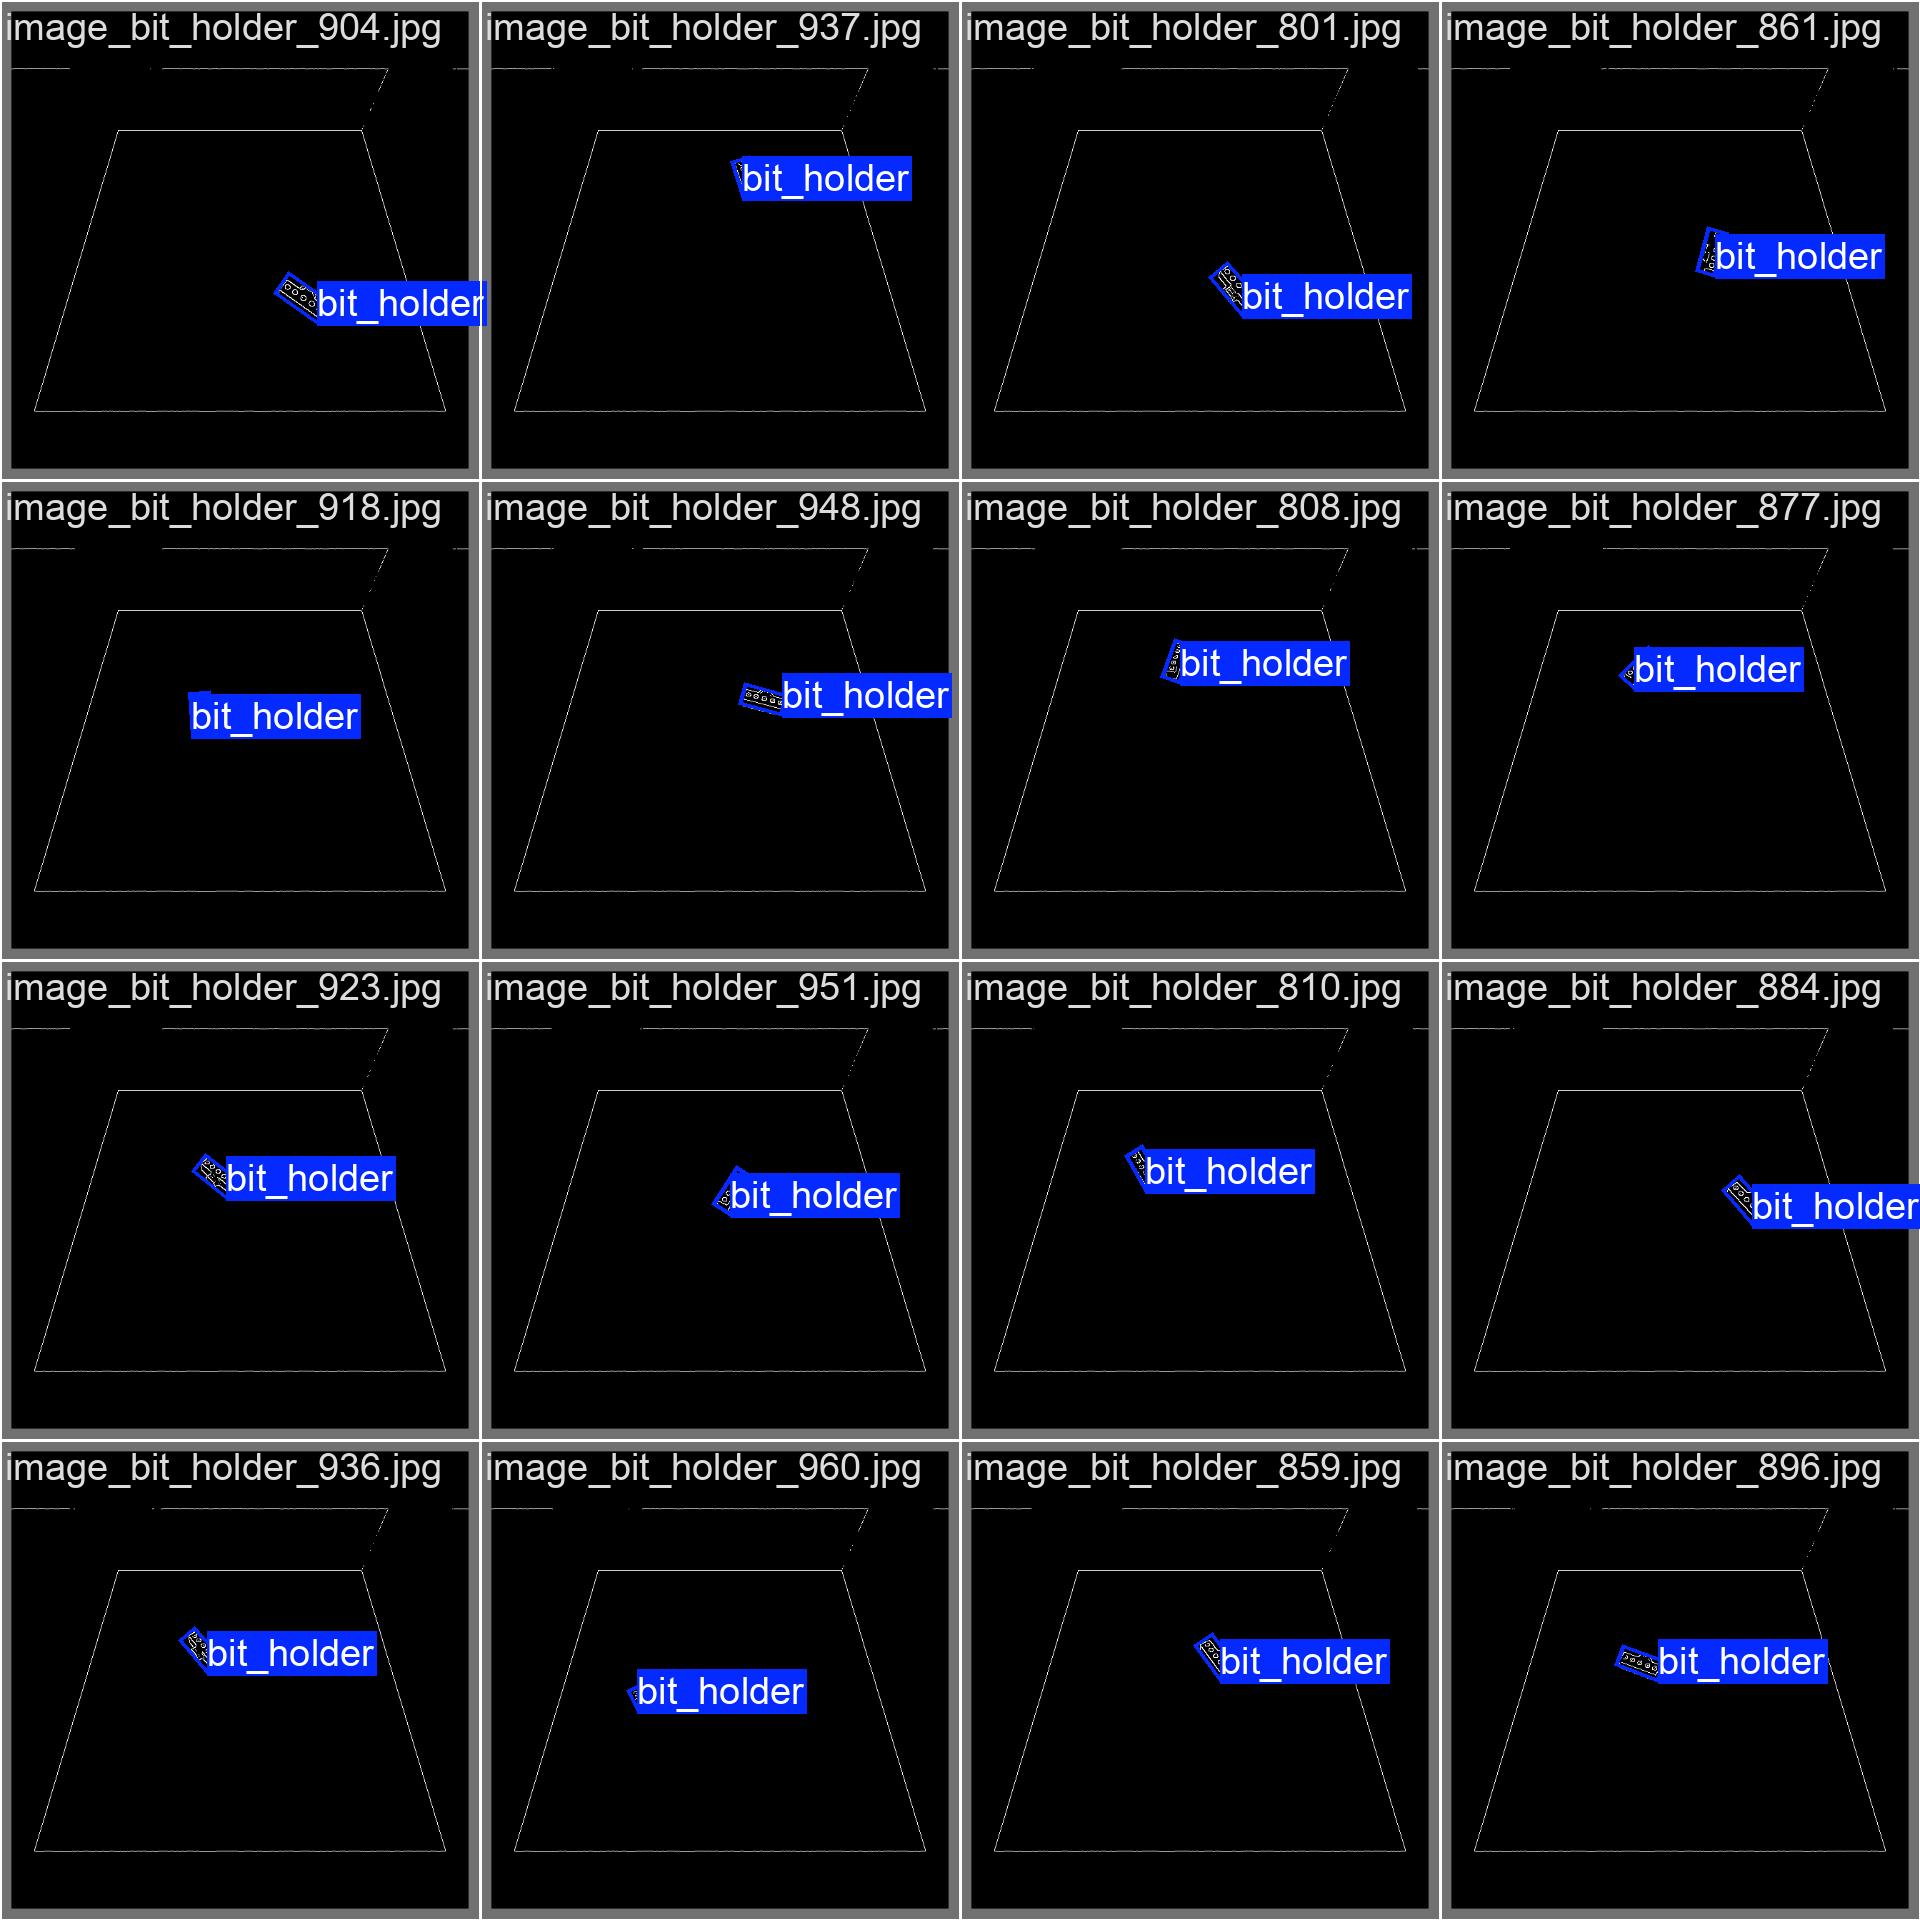 image_bit_holder_904.jpg
image_bit_holder_937.jpg
image_bit_holder_801.jpg
image_bit_holder_861.jpg
bit_holder
bit_holder
bit_holder
bit_holder
image_bit_holder_918.jpg
image_bit_holder_948.jpg
image_bit_holder_808.jpg
image_bit_holder_877.jpg
bit_holder
bit_holder
bit_holder
bit_holder
image_bit_holder_923.jpg
image_bit_holder_951.jpg
image_bit_holder_810.jpg
image_bit_holder_884.jpg
bit_holder
bit_holder
bit_holder
bit_holder
image_bit_holder_936.jpg
image_bit_holder_960.jpg
image_bit_holder_859.jpg
image_bit_holder_896.jpg
bit_holder
bit_holder
bit_holder
bit_holder